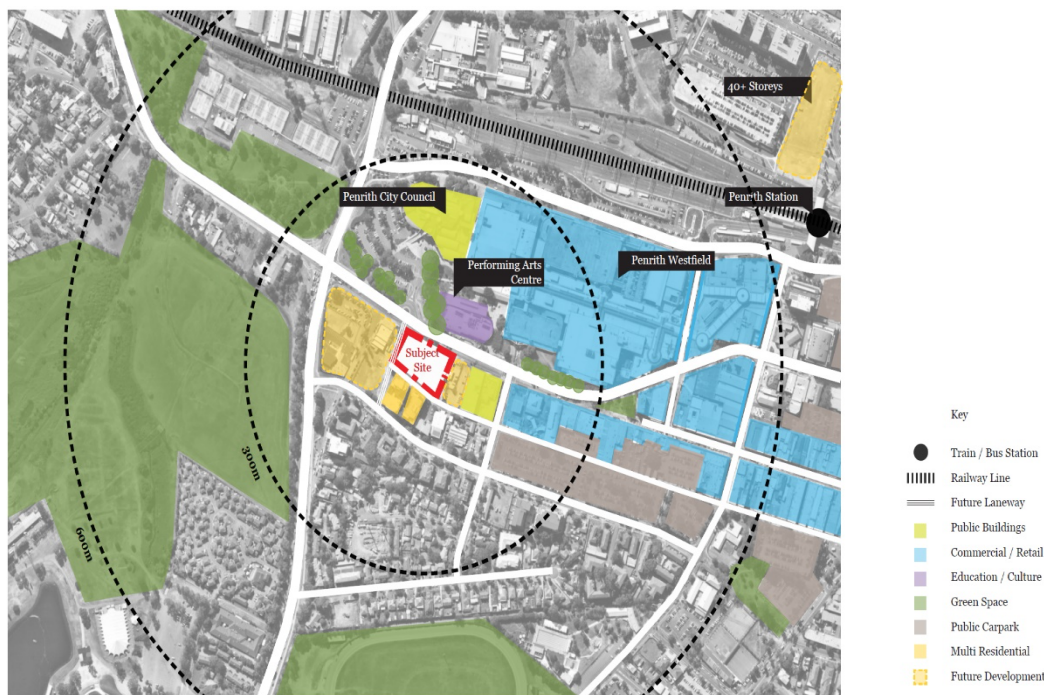 40+ Storeys
Penrith City Council
Penrith Station
Performing Arts
Centre
Penrith Westfield
Subject
Site
300m
600m
Key
Train / Bus Station
Railway Line
Future Laneway
Public Buildings
Commercial / Retail
Education / Culture
Green Space
Public Carpark
Multi Residential
Future Development